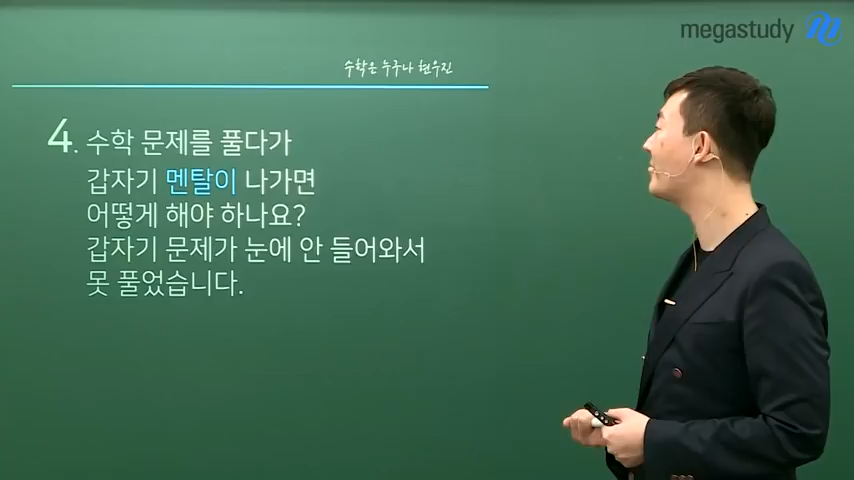 megastudy
수학은 누구나 현우진
4. 수학 문제를 풀다가
갑자기 멘탈이 나가면
어떻게 해야 하나요?
갑자기 문제가 눈에 안 들어와서
못 풀었습니다.